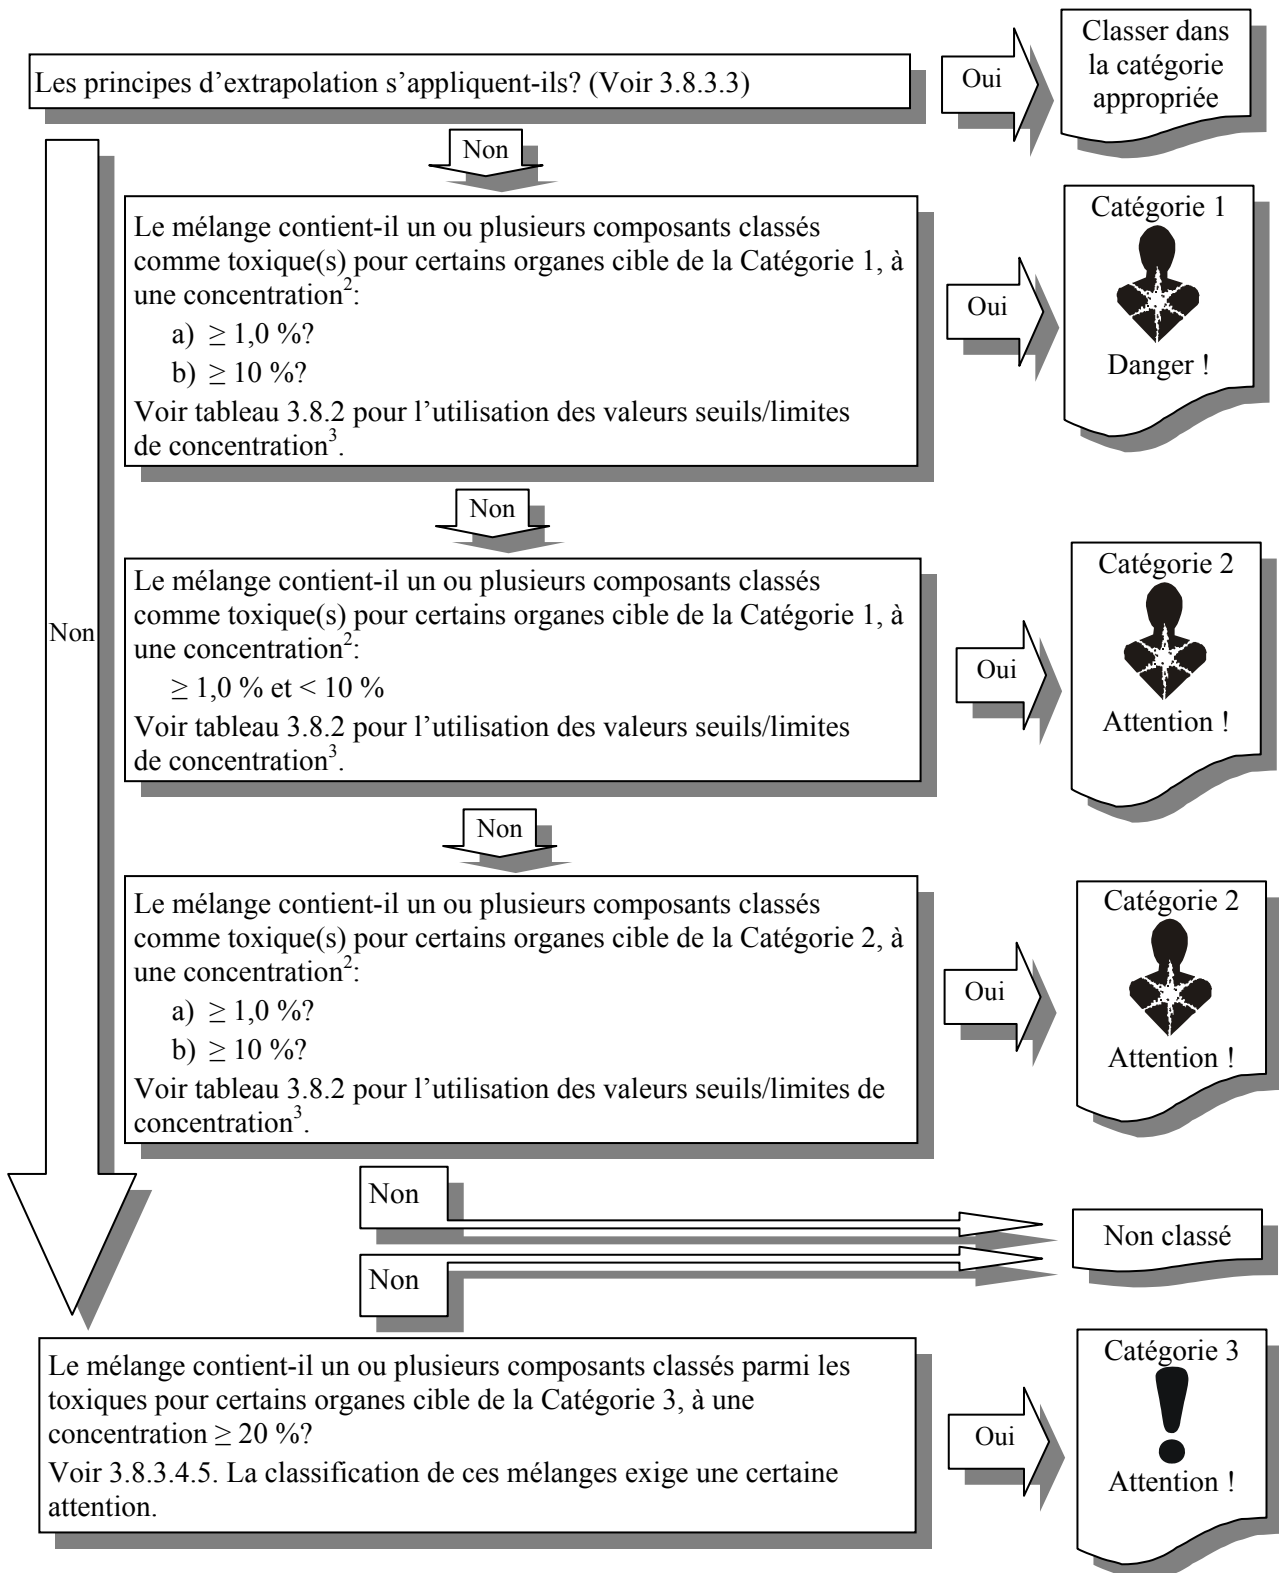 Les principes d’extrapolation s’appliquent-ils? (Voir 3.8.3.3)
Oui
Classer dans
la catégorie
appropriée
Non
Non
Le mélange contient-il un ou plusieurs composants classés
comme toxique(s) pour certains organes cible de la Catégorie 1, à
une concentration²:
a) ≥ 1,0 %?
b) ≥ 10 %?
Voir tableau 3.8.2 pour l’utilisation des valeurs seuils/limites
de concentration³.
Oui
Catégorie 1
Danger !
Non
Le mélange contient-il un ou plusieurs composants classés
comme toxique(s) pour certains organes cible de la Catégorie 1, à
une concentration²:
≥ 1,0 % et < 10 %
Voir tableau 3.8.2 pour l’utilisation des valeurs seuils/limites
de concentration³.
Oui
Catégorie 2
Attention !
Non
Le mélange contient-il un ou plusieurs composants classés
comme toxique(s) pour certains organes cible de la Catégorie 2, à
une concentration²:
a) ≥ 1,0 %?
b) ≥ 10 %?
Voir tableau 3.8.2 pour l’utilisation des valeurs seuils/limites de
concentration³.
Oui
Catégorie 2
Attention !
Non
Non classé
Non
Le mélange contient-il un ou plusieurs composants classés parmi les
toxiques pour certains organes cible de la Catégorie 3, à une
concentration ≥ 20 %?
Voir 3.8.3.4.5. La classification de ces mélanges exige une certaine
attention.
Oui
Catégorie 3
Attention !